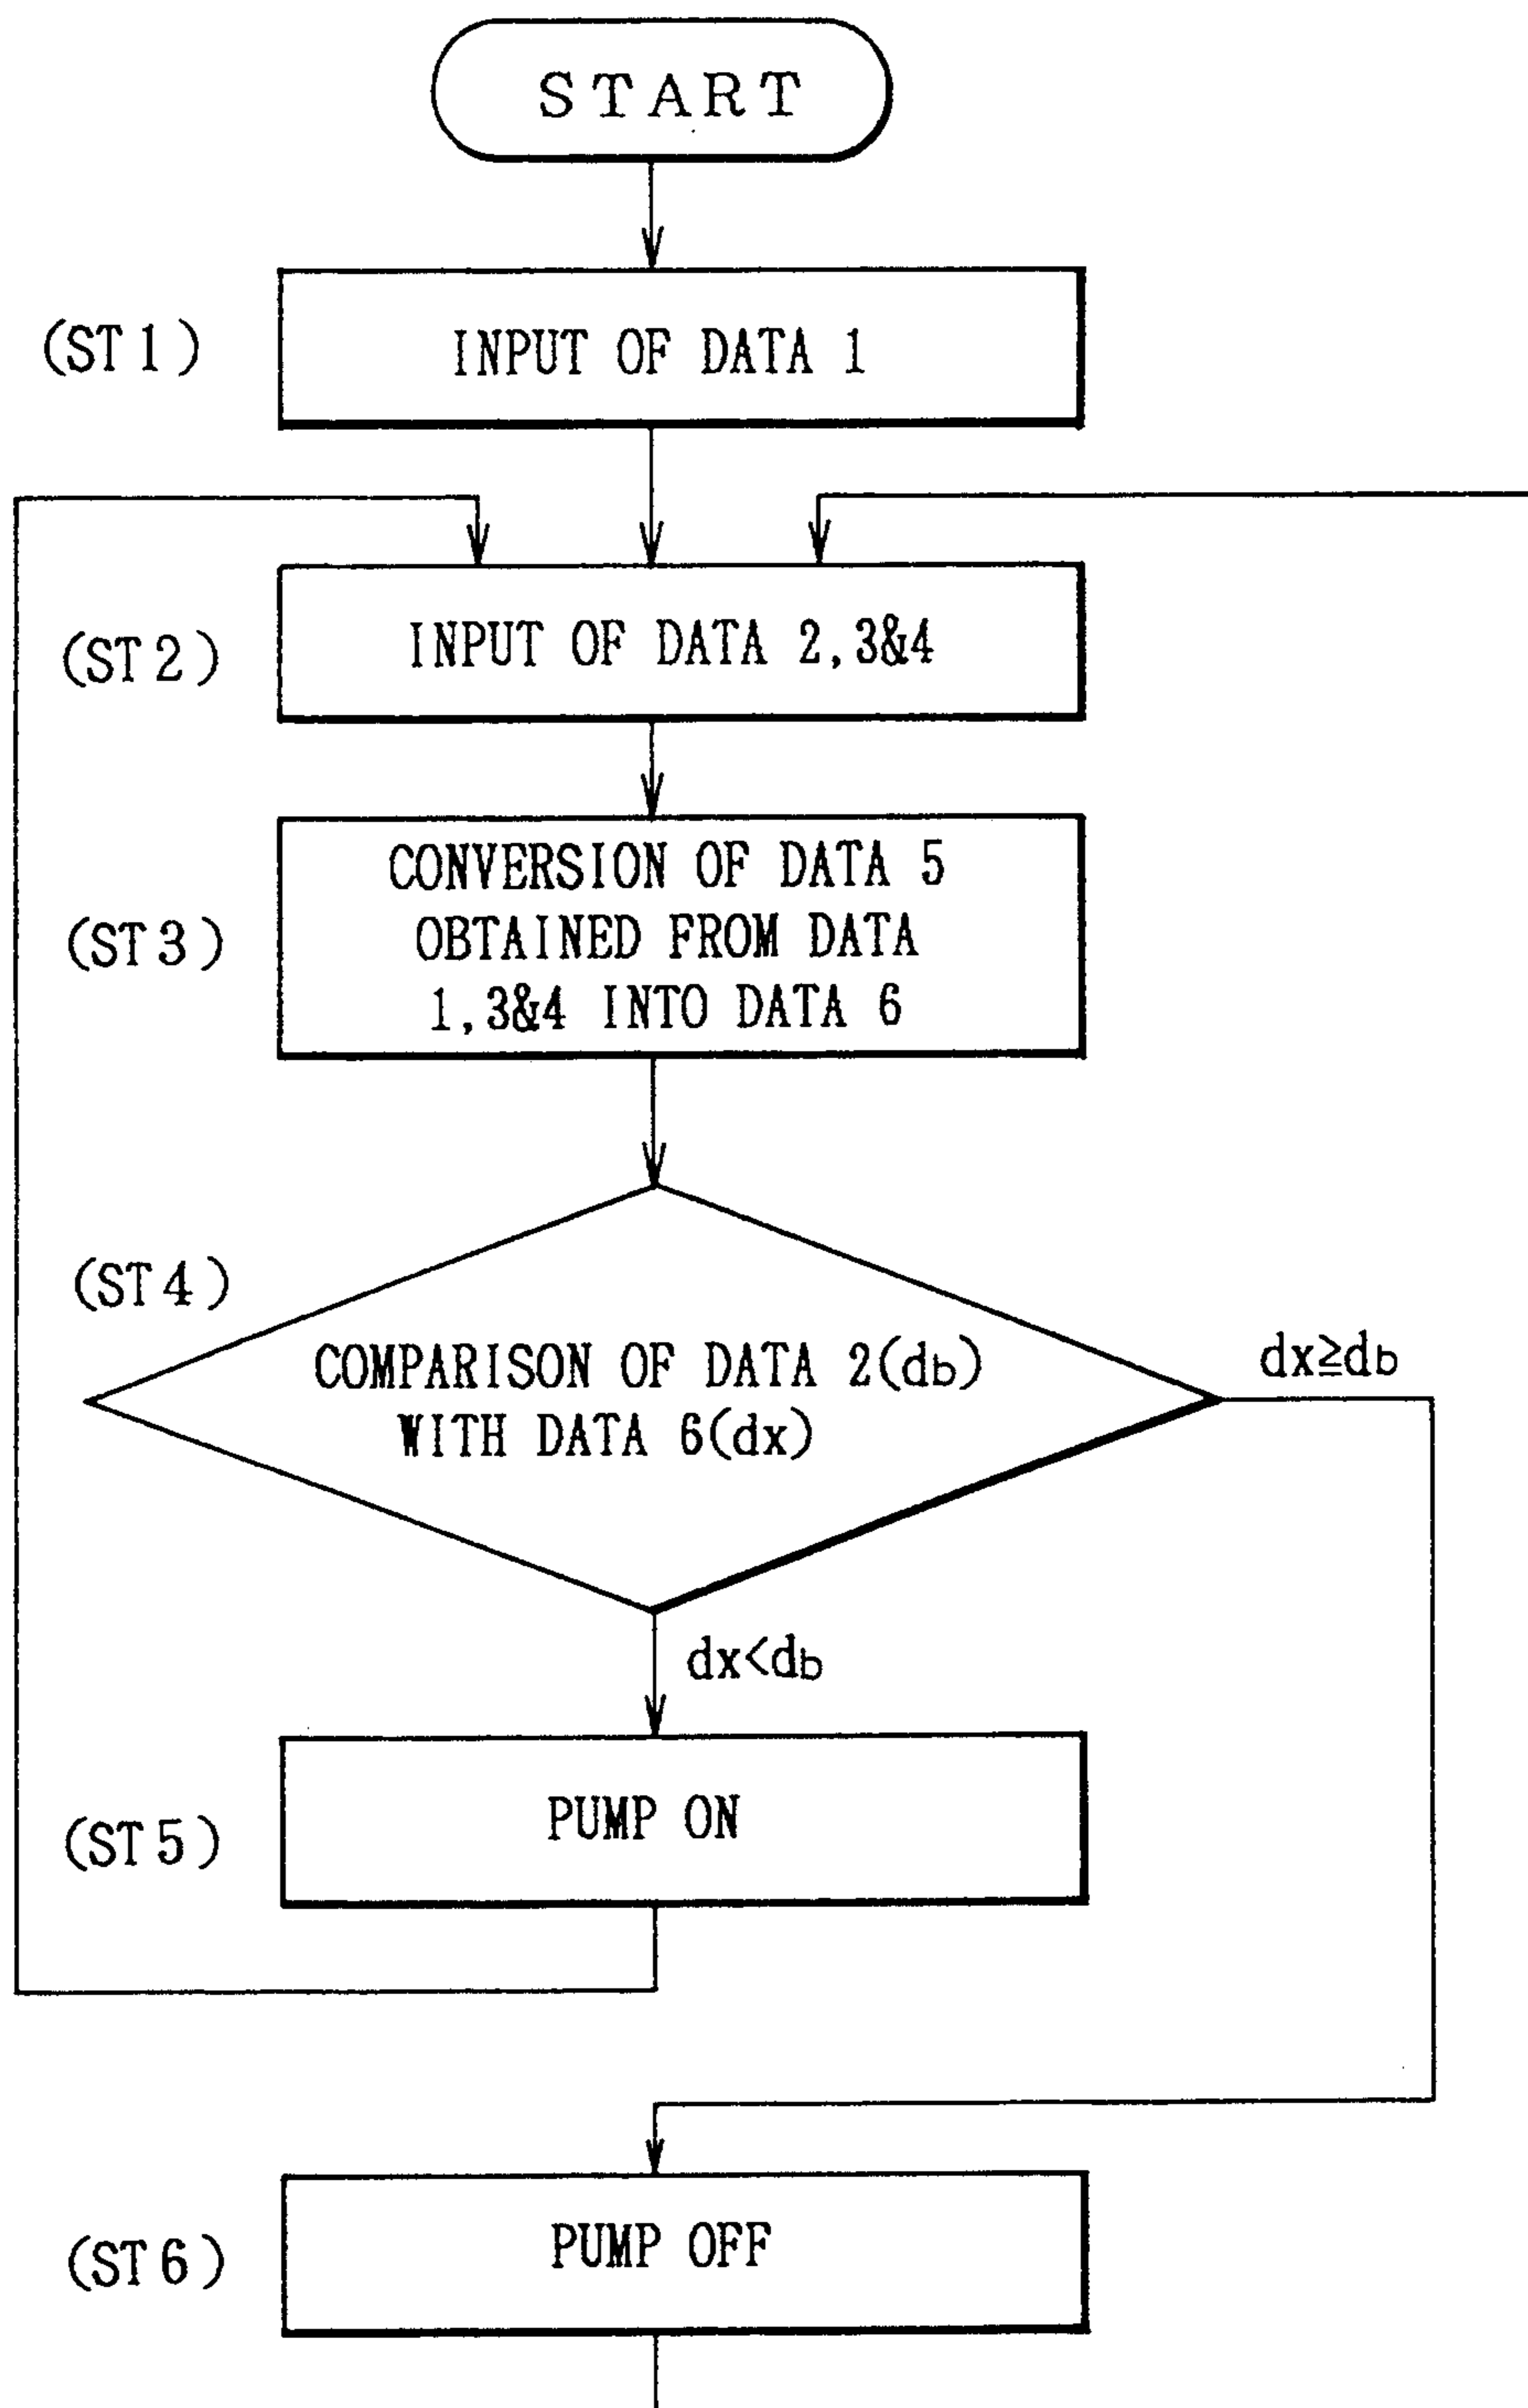 START
(ST1)
INPUT OF DATA 1
(ST2)
INPUT OF DATA 2,3&4
(ST3)
CONVERSION OF DATA 5
OBTAINED FROM DATA
1,3&4 INTO DATA 6
(ST4)
COMPARISON OF DATA 2(db)
WITH DATA 6(dx)
dx≧db
dx<db
(ST5)
PUMP ON
(ST6)
PUMP OFF